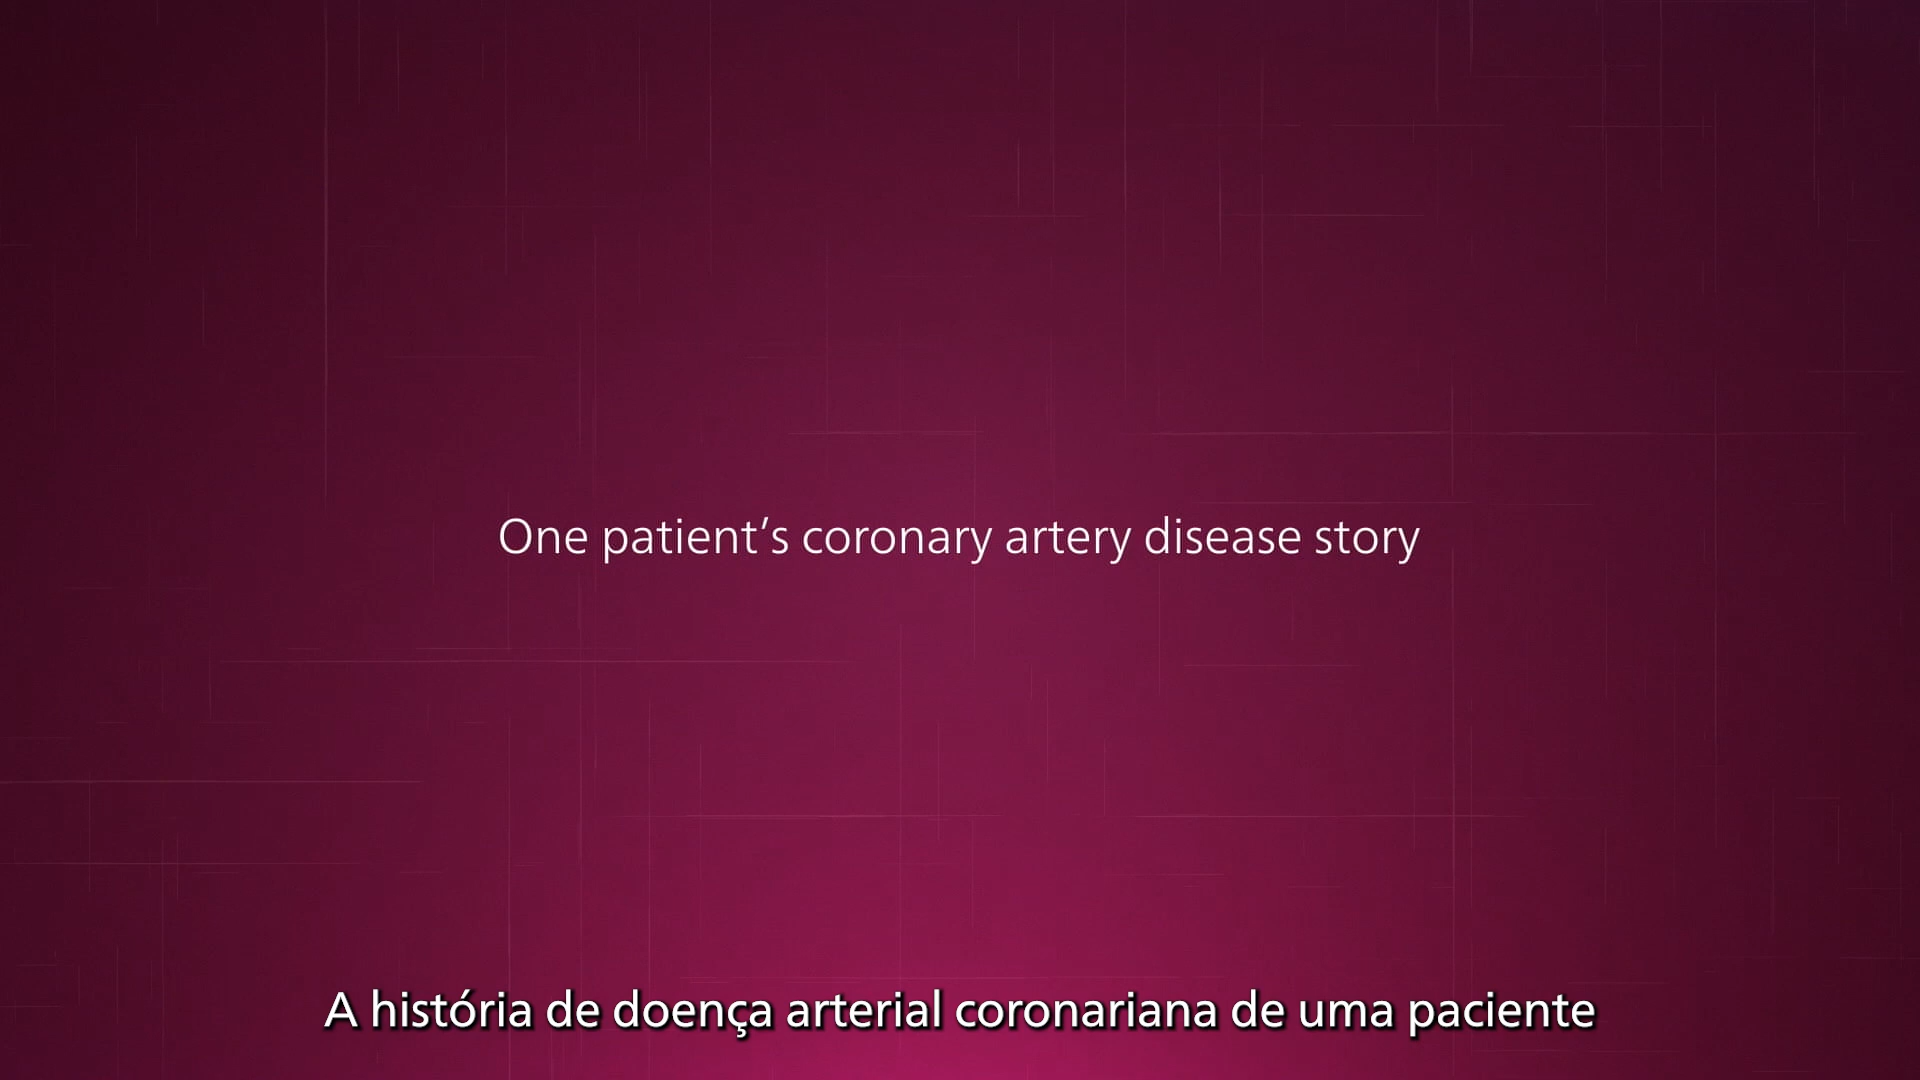 One patient’s coronary artery disease story
A história de doença arterial coronariana de uma paciente